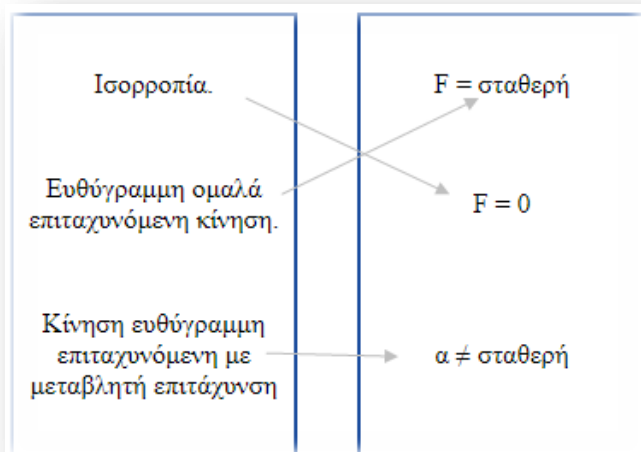 Ισορροπία.
F = σταθερή
Ευθύγραμμη ομαλά
επιταχυνόμενη κίνηση.
F = 0
Κίνηση ευθύγραμμη
επιταχυνόμενη με
μεταβλητή επιτάχυνση
α ≠ σταθερή